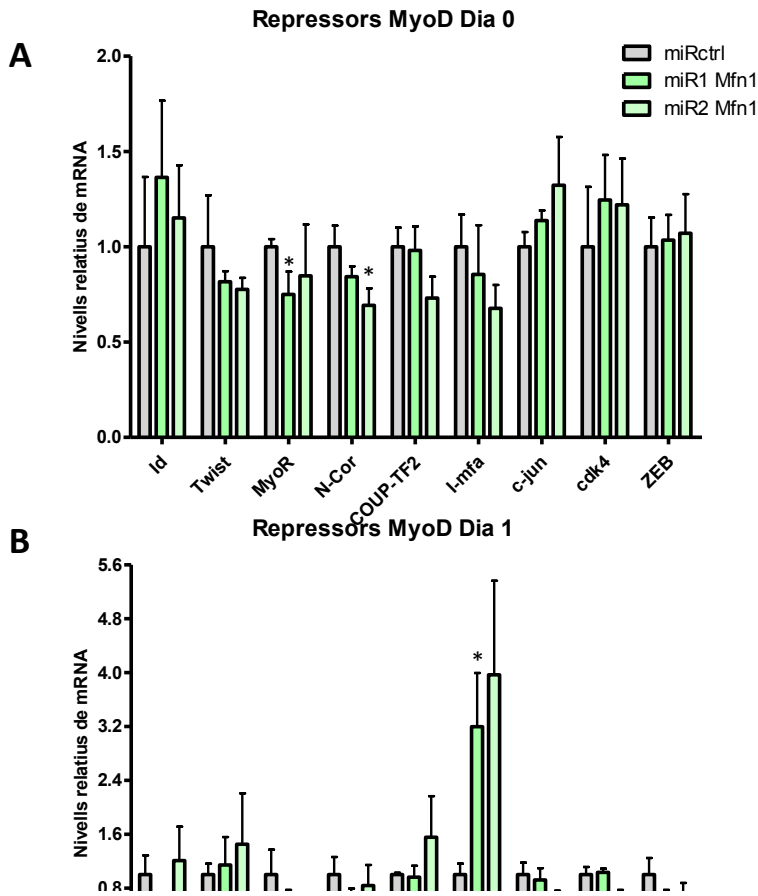 Repressors MyoD Dia 0
A
miRctrl
miR1 Mfn1
miR2 Mfn1
Nivells relatius de mRNA
2.0
1.5
1.0
0.5
0.0
*
*
Id
Twist
MyoR
N-Cor
COUP-TF2
I-mfa
c-jun
cdk4
ZEB
Repressors MyoD Dia 1
B
Nivells relatius de mRNA
5.6
4.8
4.0
3.2
2.4
1.6
0.8
*